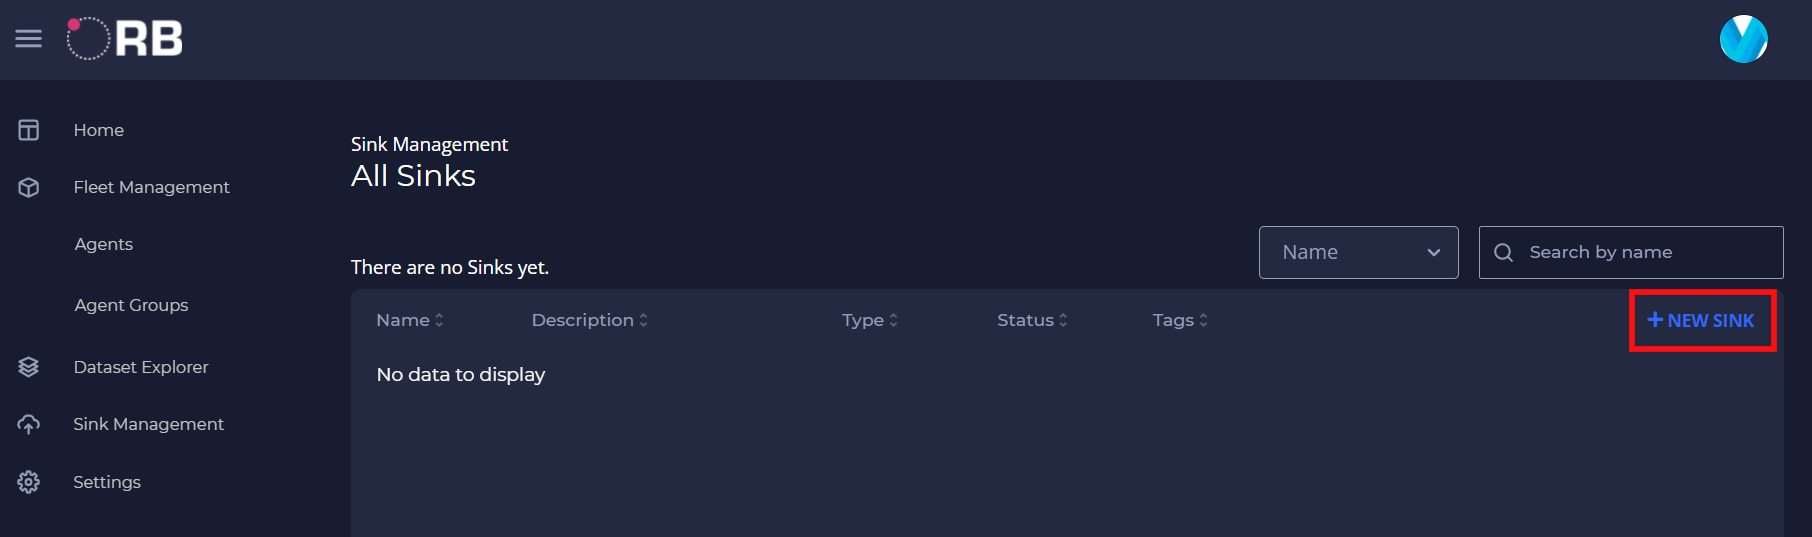 ORB
Home
Fleet Management
Agents
Agent Groups
Dataset Explorer
Sink Management
Settings
Sink Management
All Sinks
There are no Sinks yet.
Name
Search by name
Name Description Type Status Tags + NEW SINK
No data to display